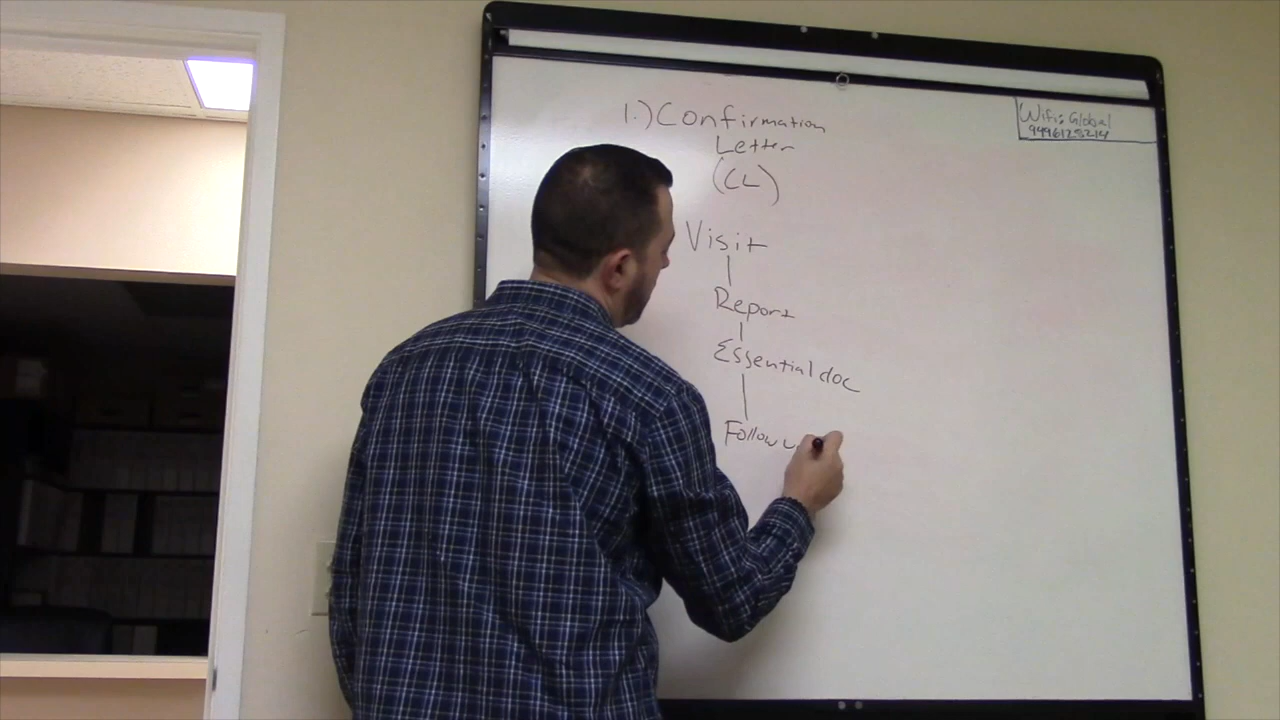 1.) Confirmation
Letter
(CL)
Visit
Report
Essential doc
Follow u
Wifi: Global